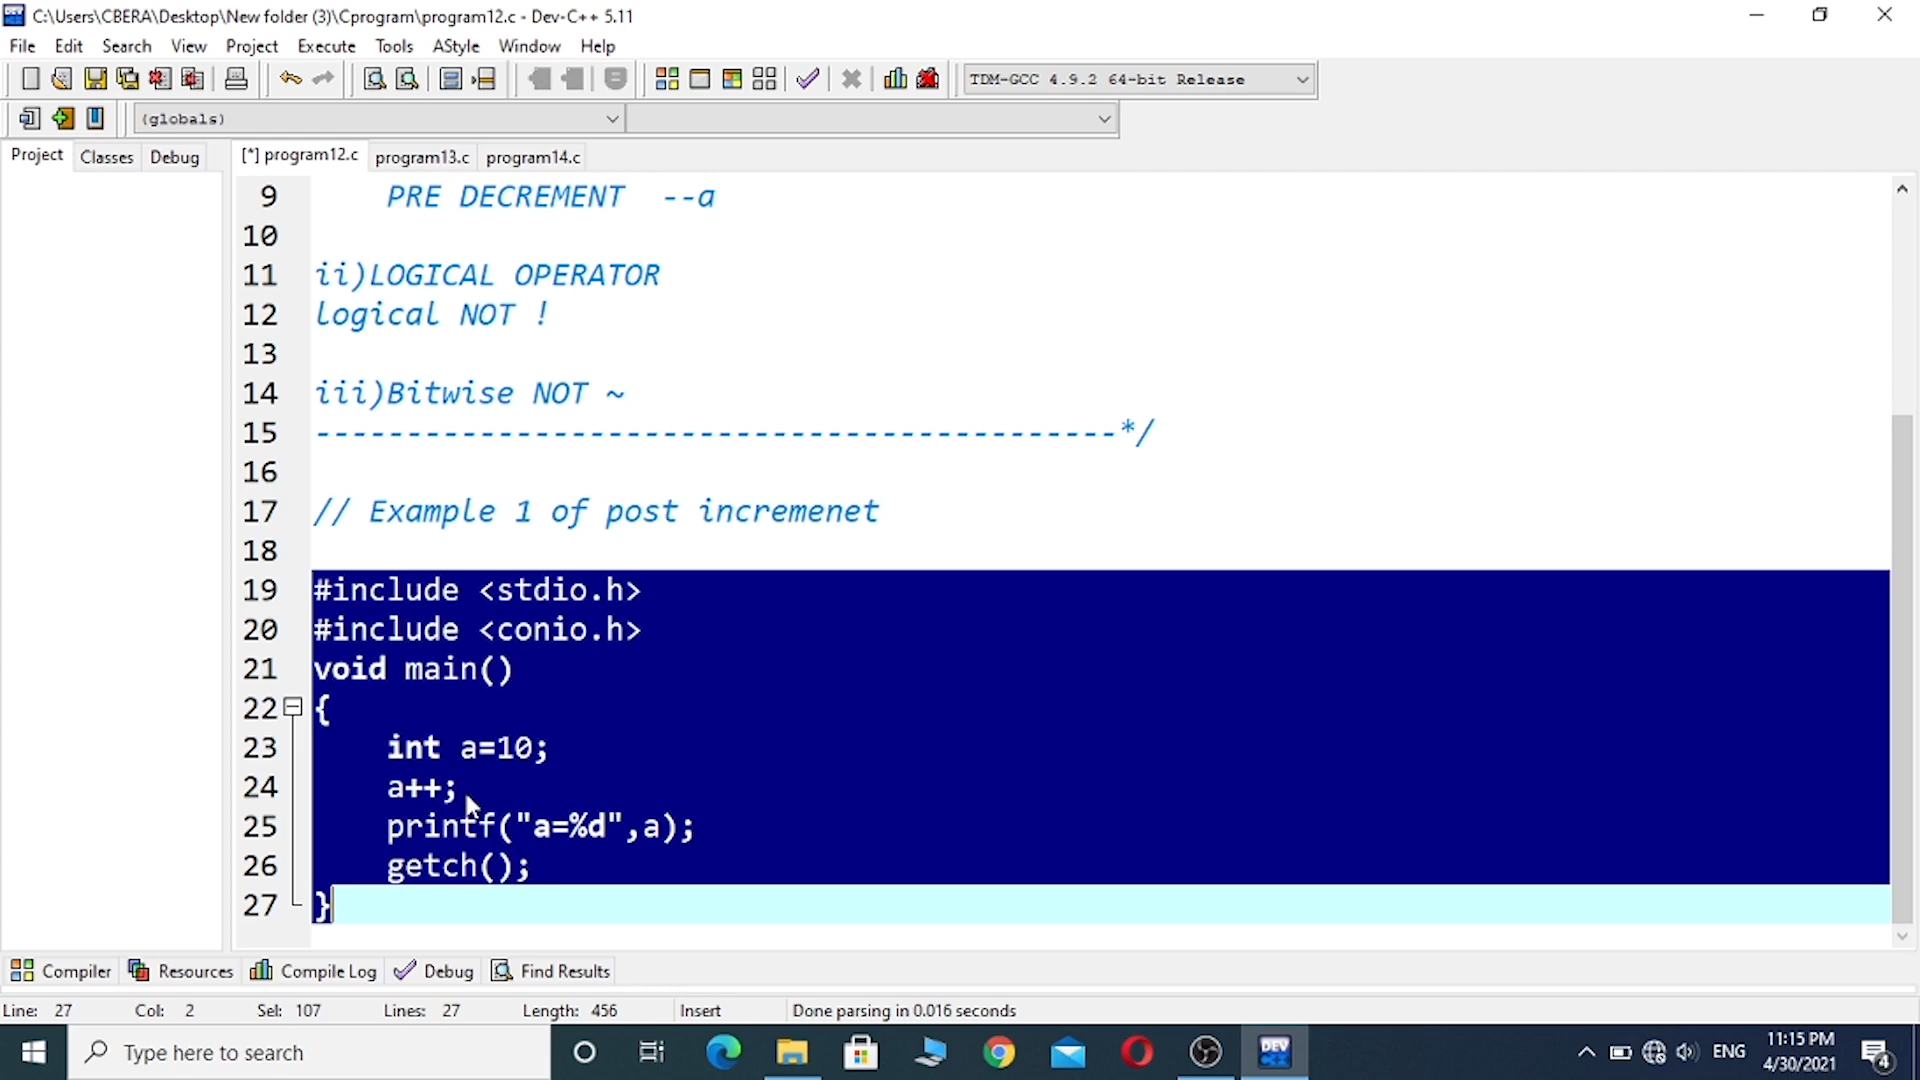 C:\Users\CBERA\Desktop\New folder (3)\Cprogram\program12.c - Dev-C++ 5.11
File Edit Search View Project Execute Tools AStyle Window Help
TDM-GCC 4.9.2 64-bit Release
(globals)
Project Classes Debug [*] program12.c program13.c program14.c
9 PRE DECREMENT --a
10
11 ii)LOGICAL OPERATOR
12 logical NOT !
13
14 iii)Bitwise NOT ~
15 --------------------------------------------*/
16
17 // Example 1 of post incremenet
18
19 #include <stdio.h>
20 #include <conio.h>
21 void main()
22 {
23 int a=10;
24 a++;
25 printf("a=%d",a);
26 getch();
27 }
Compiler Resources Compile Log Debug Find Results
Line: 27 Col: 2 Sel: 107 Lines: 27 Length: 456 Insert Done parsing in 0.016 seconds
Type here to search DEV C++ ENG 11:15 PM
4/30/2021 4